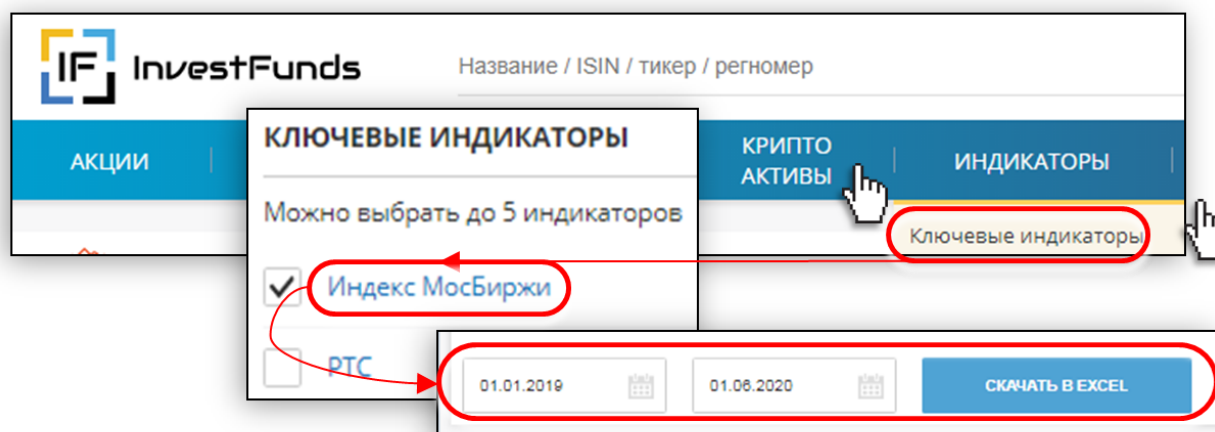 IF InvestFunds
Название / ISIN / тикер / регномер
АКЦИИ
КРИПТО
АКТИВЫ
ИНДИКАТОРЫ
Ключевые индикаторы
КЛЮЧЕВЫЕ ИНДИКАТОРЫ
Можно выбрать до 5 индикаторов
Индекс МосБиржи
РТС
01.01.2019
01.06.2020
СКАЧАТЬ В EXCEL